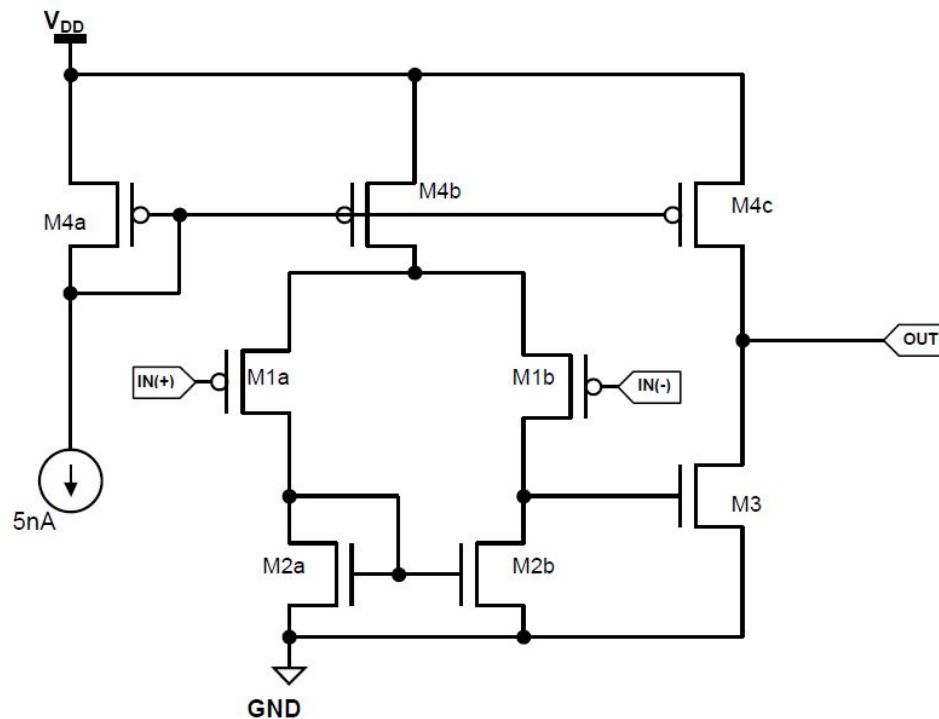 VDD
M4a
M4b
M4c
OUT
IN(+)
M1a
M1b
IN(-)
5nA
M3
M2a
M2b
GND